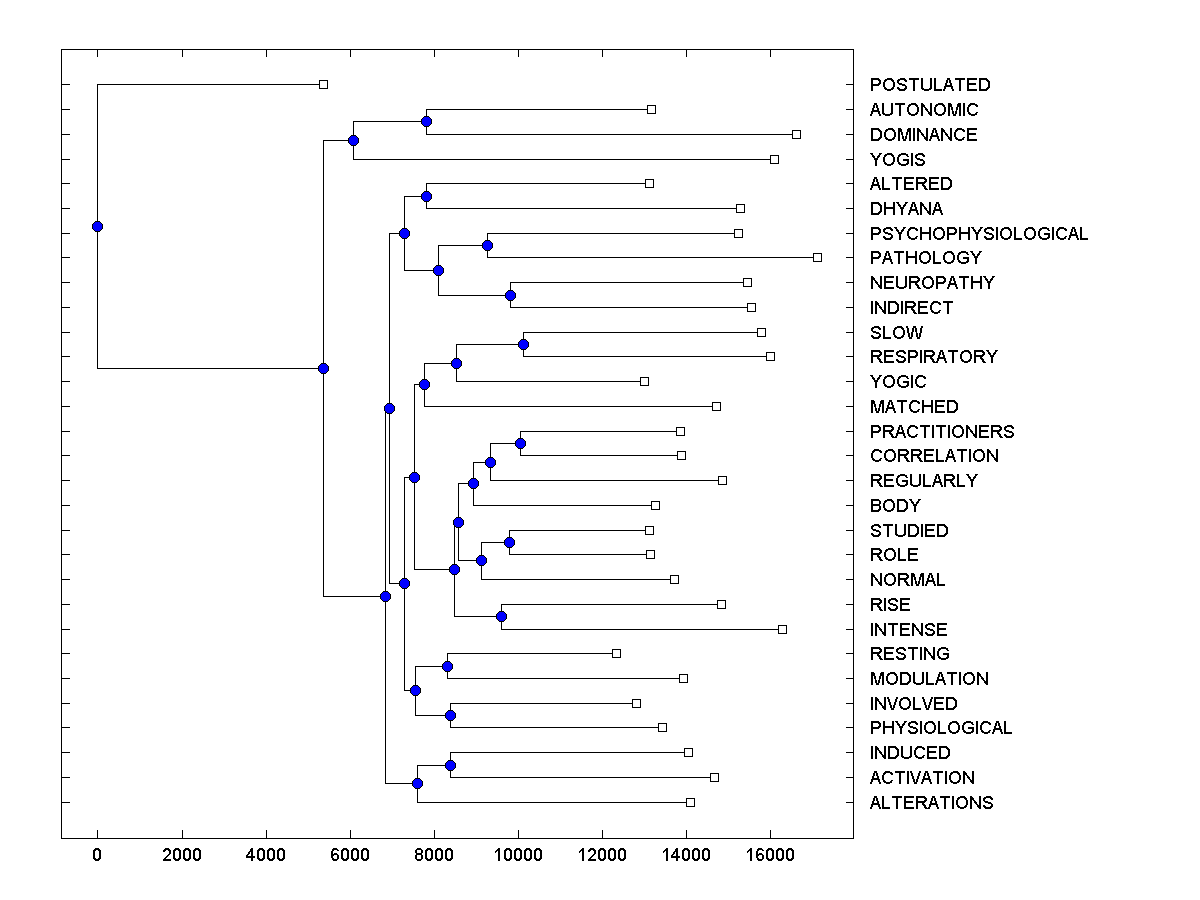 POSTULATED
AUTONOMIC
DOMINANCE
YOGIS
ALTERED
DHYANA
PSYCHOPHYSIOLOGICAL
PATHOLOGY
NEUROPATHY
INDIRECT
SLOW
RESPIRATORY
YOGIC
MATCHED
PRACTITIONERS
CORRELATION
REGULARLY
BODY
STUDIED
ROLE
NORMAL
RISE
INTENSE
RESTING
MODULATION
INVOLVED
PHYSIOLOGICAL
INDUCED
ACTIVATION
ALTERATIONS
0 2000 4000 6000 8000 10000 12000 14000 16000